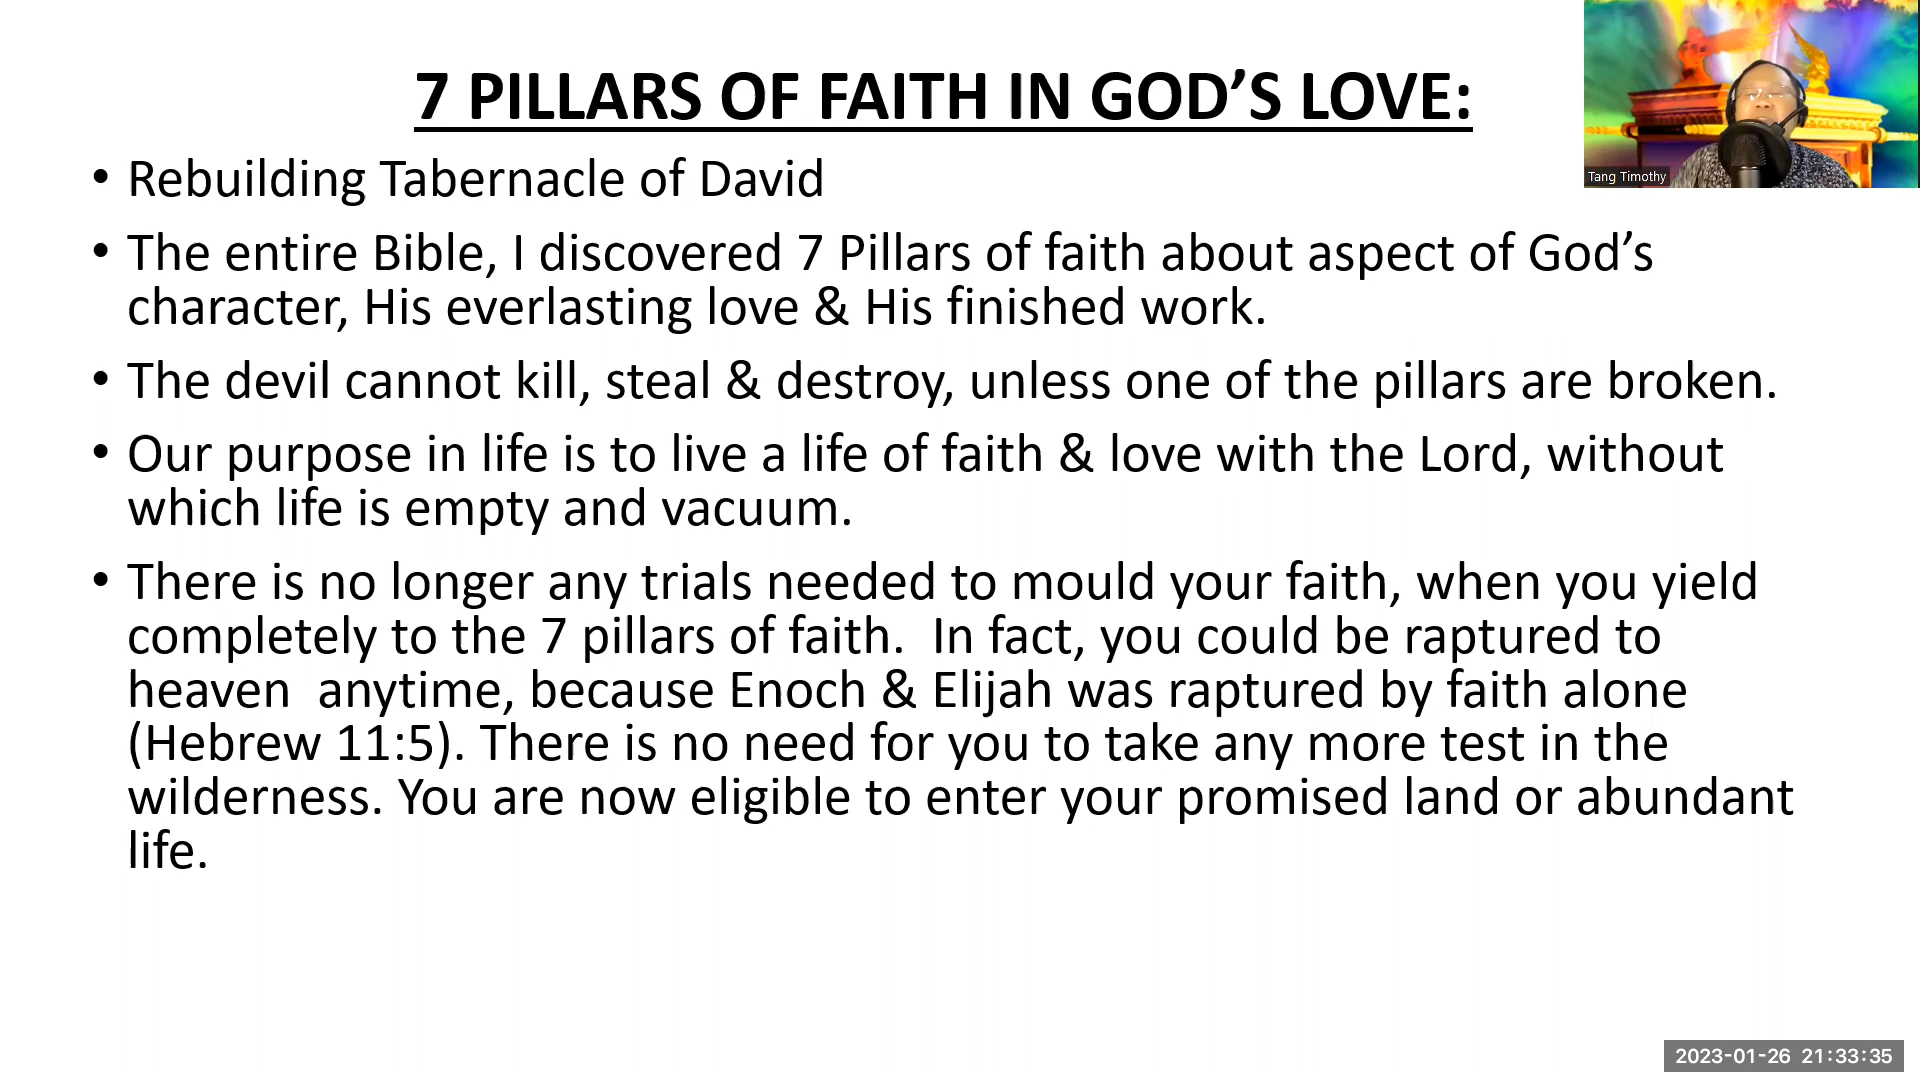 7 PILLARS OF FAITH IN GOD’S LOVE:
Tang Timothy
• Rebuilding Tabernacle of David
• The entire Bible, I discovered 7 Pillars of faith about aspect of God’s
character, His everlasting love & His finished work.
• The devil cannot kill, steal & destroy, unless one of the pillars are broken.
• Our purpose in life is to live a life of faith & love with the Lord, without
which life is empty and vacuum.
• There is no longer any trials needed to mould your faith, when you yield
completely to the 7 pillars of faith.  In fact, you could be raptured to
heaven  anytime, because Enoch & Elijah was raptured by faith alone
(Hebrew 11:5). There is no need for you to take any more test in the
wilderness. You are now eligible to enter your promised land or abundant
life.
2023-01-26 21:33:35